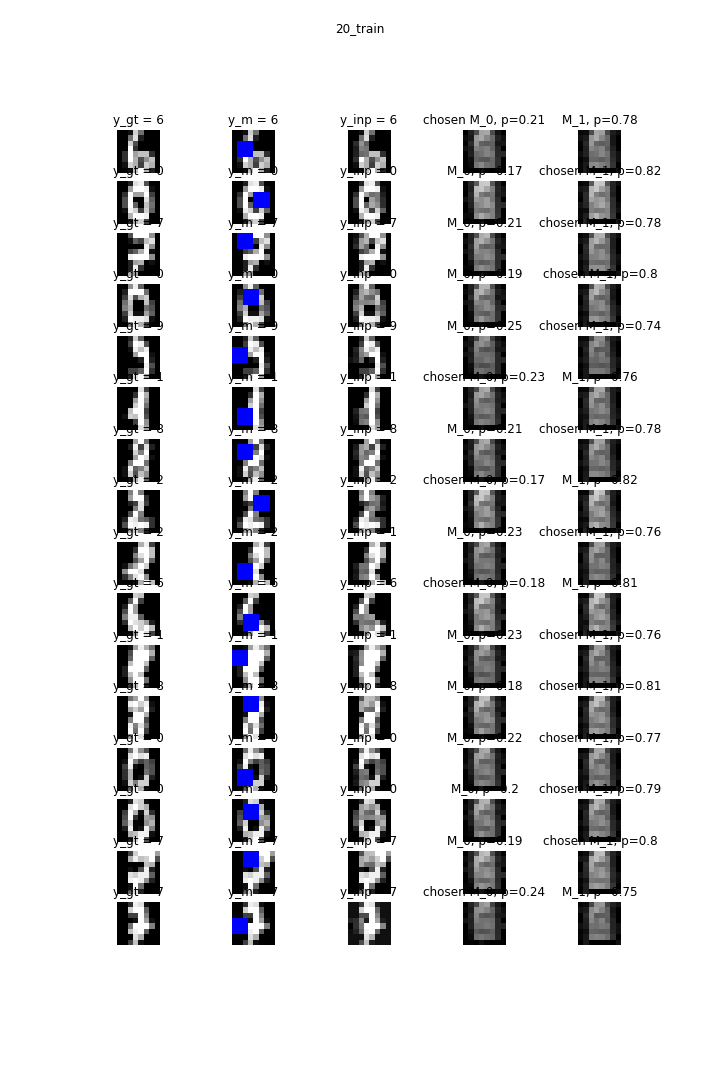 20_train
y_gt = 6 y_m = 6 y_inp = 6 chosen M_0, p=0.21 M_1, p=0.78
y_gt = 0 y_m = 0 y_inp = 0 M_0, p=0.17 chosen M_1, p=0.82
y_gt = 7 y_m = 7 y_inp = 7 M_0, p=0.21 chosen M_1, p=0.78
y_gt = 0 y_m = 0 y_inp = 0 M_0, p=0.19 chosen M_1, p=0.8
y_gt = 9 y_m = 9 y_inp = 9 M_0, p=0.25 chosen M_1, p=0.74
y_gt = 1 y_m = 1 y_inp = 1 chosen M_0, p=0.23 M_1, p=0.76
y_gt = 8 y_m = 8 y_inp = 8 M_0, p=0.21 chosen M_1, p=0.78
y_gt = 2 y_m = 2 y_inp = 2 chosen M_0, p=0.17 M_1, p=0.82
y_gt = 2 y_m = 2 y_inp = 1 M_0, p=0.23 chosen M_1, p=0.76
y_gt = 6 y_m = 6 y_inp = 6 chosen M_0, p=0.18 M_1, p=0.81
y_gt = 1 y_m = 1 y_inp = 1 M_0, p=0.23 chosen M_1, p=0.76
y_gt = 8 y_m = 8 y_inp = 8 M_0, p=0.18 chosen M_1, p=0.81
y_gt = 0 y_m = 0 y_inp = 0 M_0, p=0.22 chosen M_1, p=0.77
y_gt = 0 y_m = 0 y_inp = 0 M_0, p=0.2 chosen M_1, p=0.79
y_gt = 7 y_m = 7 y_inp = 7 M_0, p=0.19 chosen M_1, p=0.8
y_gt = 7 y_m = 7 y_inp = 7 chosen M_0, p=0.24 M_1, p=0.75